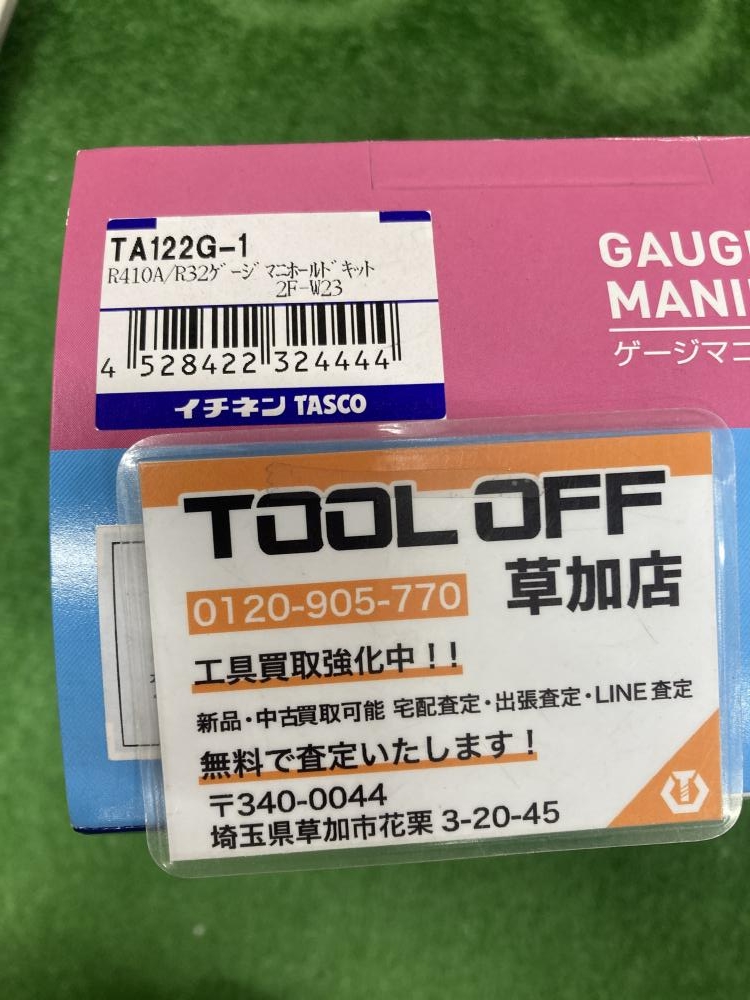 TA122G-1
R410A/R32ｹﾞｰｼﾞ ﾏﾆﾎｰﾙﾄﾞｷｯﾄ
2F-W23
4 528422 324444
イチネン TASCO
GAUG
MANI
ゲージマニ
TOOL OFF
草加店
0120-905-770
工具買取強化中!!
新品・中古買取可能 宅配査定・出張査定・LINE査定
無料で査定いたします!
〒340-0044
埼玉県草加市花栗 3-20-45